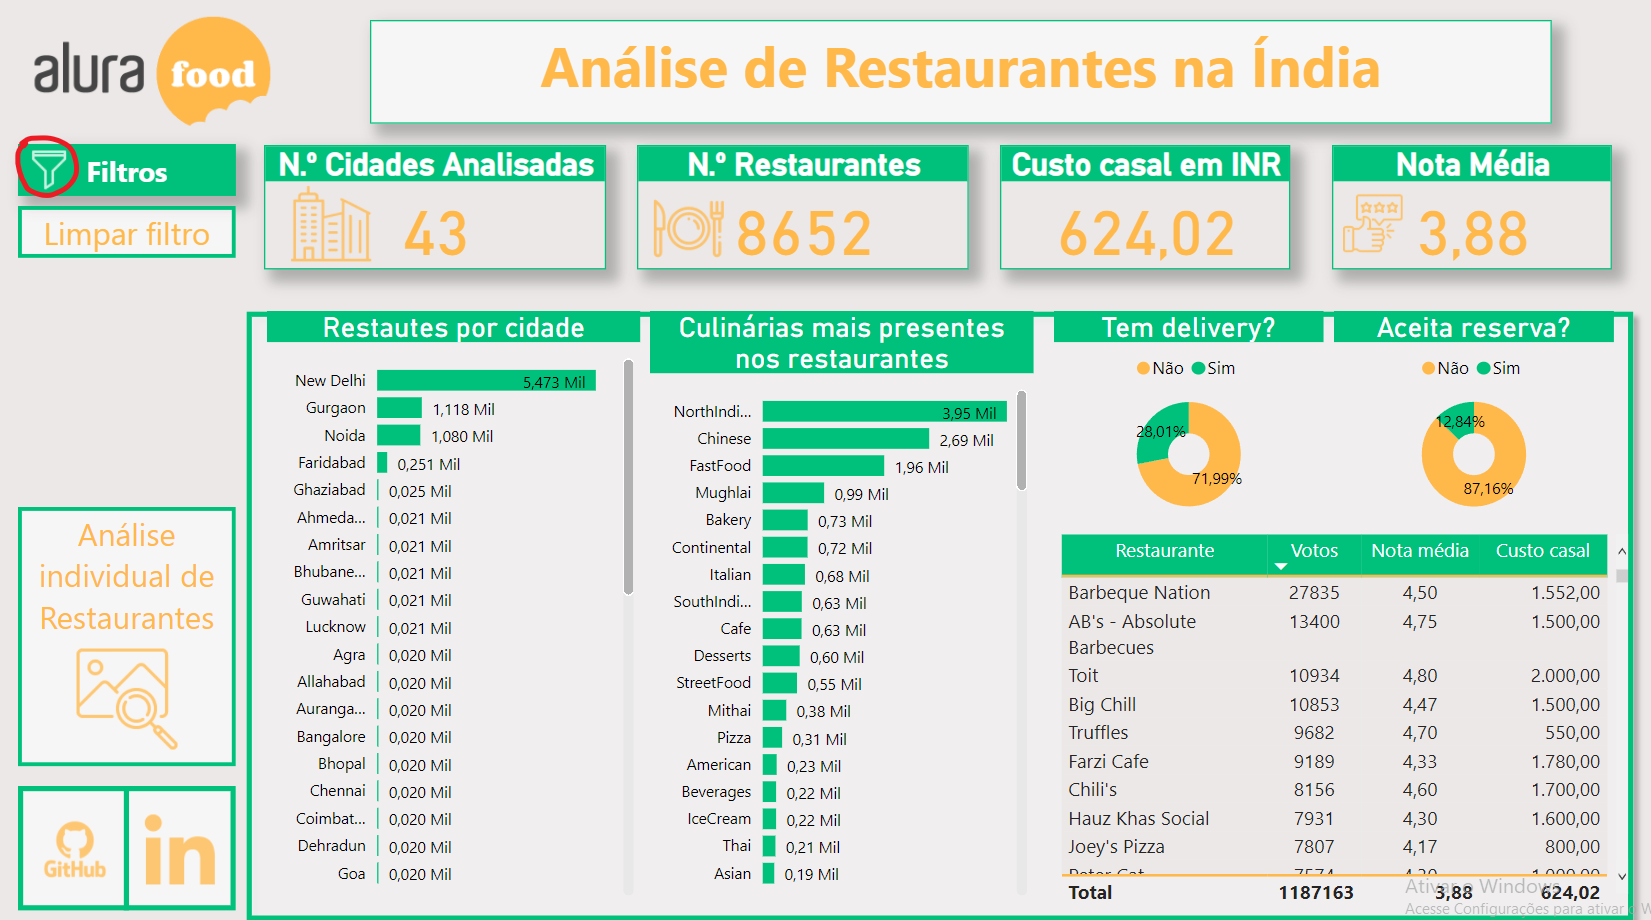 alura food
Análise de Restaurantes na Índia
Filtros
Limpar filtro
N.º Cidades Analisadas
43
N.º Restaurantes
8652
Custo casal em INR
624,02
Nota Média
3,88
Análise
individual de
Restaurantes
GitHub
in
Restautes por cidade
New Delhi 5,473 Mil
Gurgaon 1,118 Mil
Noida 1,080 Mil
Faridabad 0,251 Mil
Ghaziabad 0,025 Mil
Ahmeda... 0,021 Mil
Amritsar 0,021 Mil
Bhubane... 0,021 Mil
Guwahati 0,021 Mil
Lucknow 0,021 Mil
Agra 0,020 Mil
Allahabad 0,020 Mil
Auranga... 0,020 Mil
Bangalore 0,020 Mil
Bhopal 0,020 Mil
Chennai 0,020 Mil
Coimbat... 0,020 Mil
Dehradun 0,020 Mil
Goa 0,020 Mil
Culinárias mais presentes
nos restaurantes
NorthIndi... 3,95 Mil
Chinese 2,69 Mil
FastFood 1,96 Mil
Mughlai 0,99 Mil
Bakery 0,73 Mil
Continental 0,72 Mil
Italian 0,68 Mil
SouthIndi... 0,63 Mil
Cafe 0,63 Mil
Desserts 0,60 Mil
StreetFood 0,55 Mil
Mithai 0,38 Mil
Pizza 0,31 Mil
American 0,23 Mil
Beverages 0,22 Mil
IceCream 0,22 Mil
Thai 0,21 Mil
Asian 0,19 Mil
Tem delivery?
Não Sim
28,01%
71,99%
Aceita reserva?
Não Sim
12,84%
87,16%
Restaurante Votos Nota média Custo casal
Barbeque Nation 27835 4,50 1.552,00
AB's - Absolute 13400 4,75 1.500,00
Barbecues
Toit 10934 4,80 2.000,00
Big Chill 10853 4,47 1.500,00
Truffles 9682 4,70 550,00
Farzi Cafe 9189 4,33 1.780,00
Chili's 8156 4,60 1.700,00
Hauz Khas Social 7931 4,30 1.600,00
Joey's Pizza 7807 4,17 800,00
Total 1187163 3,88 624,02
Ativar o Windows
Acesse Configurações para ativar o W